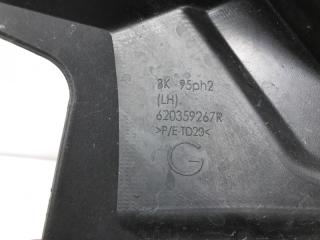 BK 95ph2
(LH)
620359267R
>P/E-TD20<
G